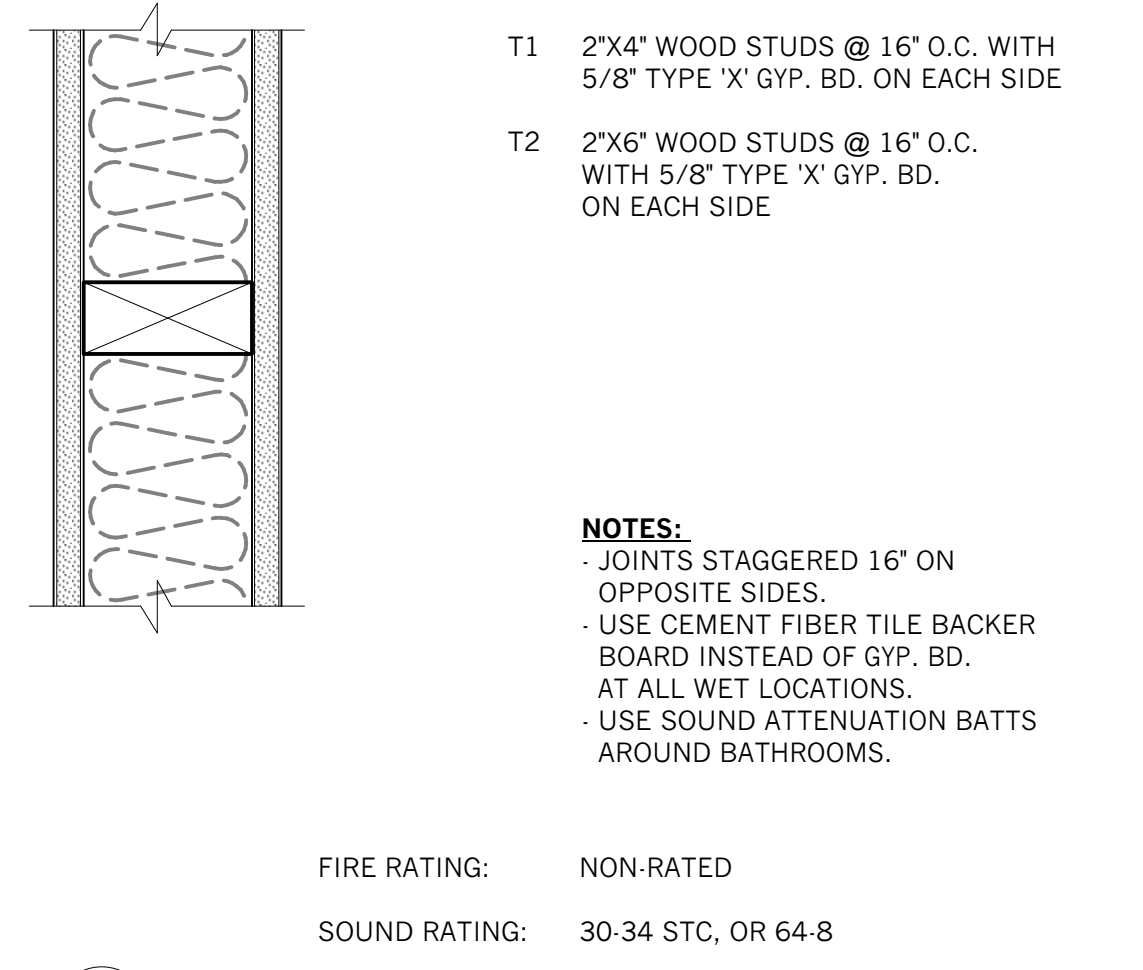 T1 2"X4" WOOD STUDS @ 16" O.C. WITH
5/8" TYPE 'X' GYP. BD. ON EACH SIDE
T2 2"X6" WOOD STUDS @ 16" O.C.
WITH 5/8" TYPE 'X' GYP. BD.
ON EACH SIDE
NOTES:
- JOINTS STAGGERED 16" ON
OPPOSITE SIDES.
- USE CEMENT FIBER TILE BACKER
BOARD INSTEAD OF GYP. BD.
AT ALL WET LOCATIONS.
- USE SOUND ATTENUATION BATTS
AROUND BATHROOMS.
FIRE RATING: NON-RATED
SOUND RATING: 30-34 STC, OR 64-8